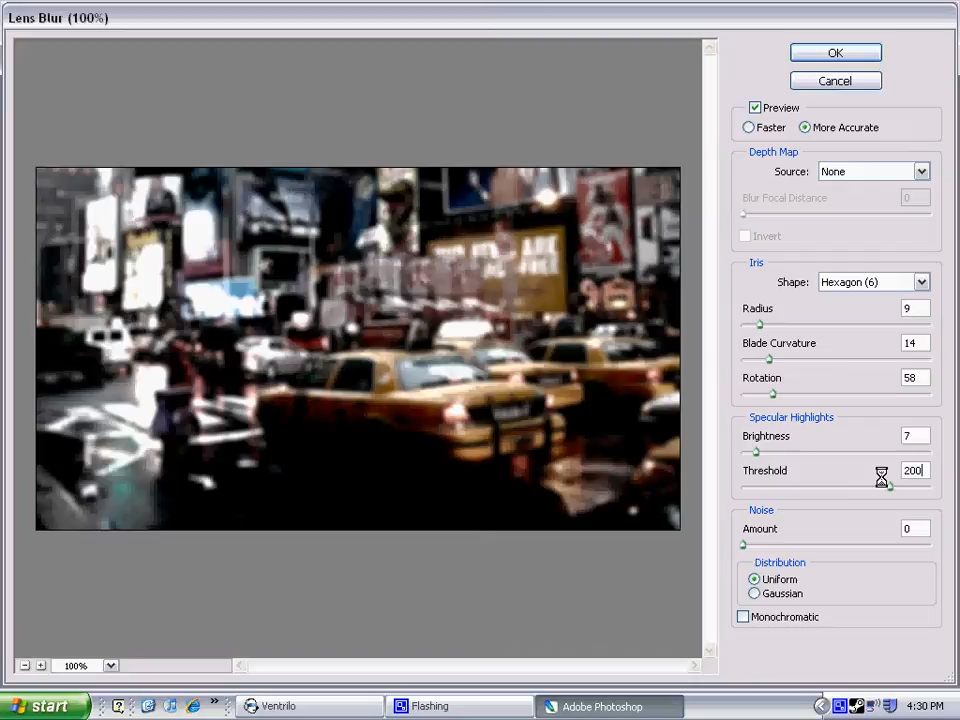 Lens Blur (100%)
OK
Cancel
Preview
Faster
More Accurate
Depth Map
Source: None
Blur Focal Distance 0
Invert
Iris
Shape: Hexagon (6)
Radius 9
Blade Curvature 14
Rotation 58
Specular Highlights
Brightness 7
Threshold 200
Noise
Amount 0
Distribution
Uniform
Gaussian
Monochromatic
100%
start
Ventrilo
Flashing
Adobe Photoshop
4:30 PM